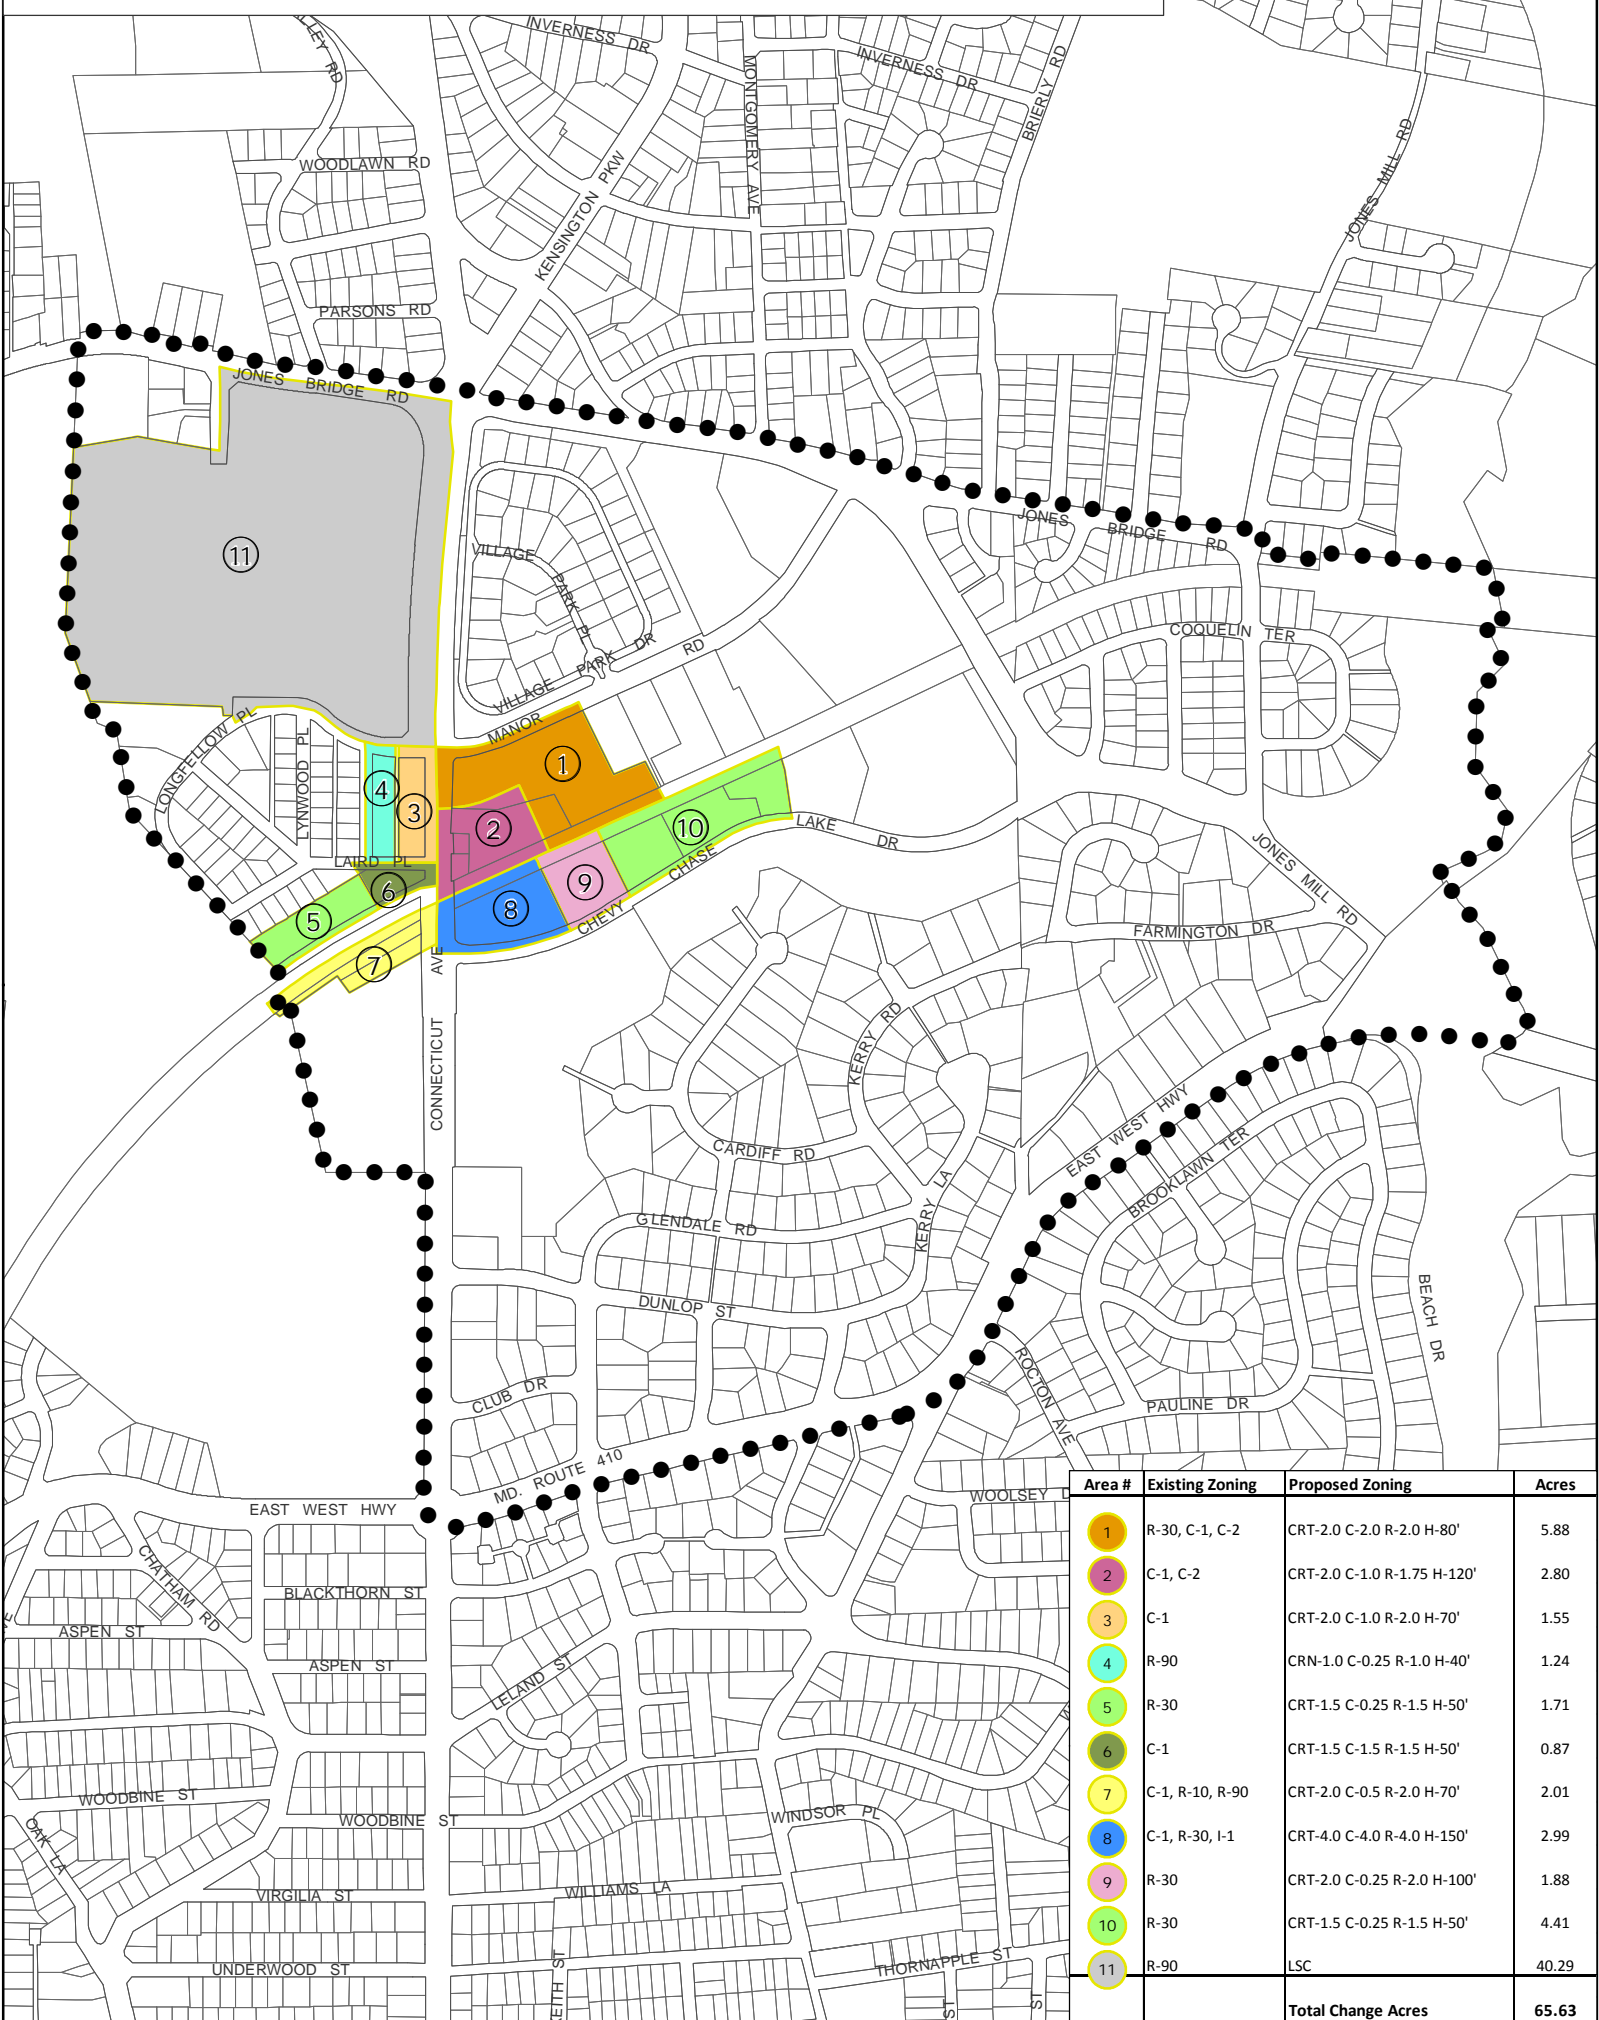 LLEY RD
INVERNESS DR
INVERNESS DR
MONTGOMERY AVE
BRIERLY RD
JONES MILL RD
WOODLAWN RD
KENSINGTON PKW
PARSONS RD
JONES BRIDGE RD
JONES BRIDGE RD
11
VILLAGE PARK PL
VILLAGE PARK DR
MANOR RD
COQUELIN TER
LONGFELLOW PL
LYNWOOD PL
LAIRD PL
1
2
3
4
5
6
7
8
9
10
CHEVY CHASE LAKE DR
JONES MILL RD
FARMINGTON DR
CONNECTICUT AVE
KERRY RD
CARDIFF RD
KERRY LA
GLENDALE RD
DUNLOP ST
EAST WEST HWY
BROOKLAWN TER
BEACH DR
ROCTON AVE
PAULINE DR
CLUB DR
MD. ROUTE 410
EAST WEST HWY
WOOLSEY D
CHATHAM RD
BLACKTHORN ST
ASPEN ST
ASPEN ST
LELAND ST
WOODBINE ST
WOODBINE ST
OAK LA
WINDSOR PL
VIRGILIA ST
WILLIAMS LA
UNDERWOOD ST
THORNAPPLE ST
EITH ST
ST
ST
Area # Existing Zoning Proposed Zoning Acres
1 R-30, C-1, C-2 CRT-2.0 C-2.0 R-2.0 H-80' 5.88
2 C-1, C-2 CRT-2.0 C-1.0 R-1.75 H-120' 2.80
3 C-1 CRT-2.0 C-1.0 R-2.0 H-70' 1.55
4 R-90 CRN-1.0 C-0.25 R-1.0 H-40' 1.24
5 R-30 CRT-1.5 C-0.25 R-1.5 H-50' 1.71
6 C-1 CRT-1.5 C-1.5 R-1.5 H-50' 0.87
7 C-1, R-10, R-90 CRT-2.0 C-0.5 R-2.0 H-70' 2.01
8 C-1, R-30, I-1 CRT-4.0 C-4.0 R-4.0 H-150' 2.99
9 R-30 CRT-2.0 C-0.25 R-2.0 H-100' 1.88
10 R-30 CRT-1.5 C-0.25 R-1.5 H-50' 4.41
11 R-90 LSC 40.29
Total Change Acres 65.63